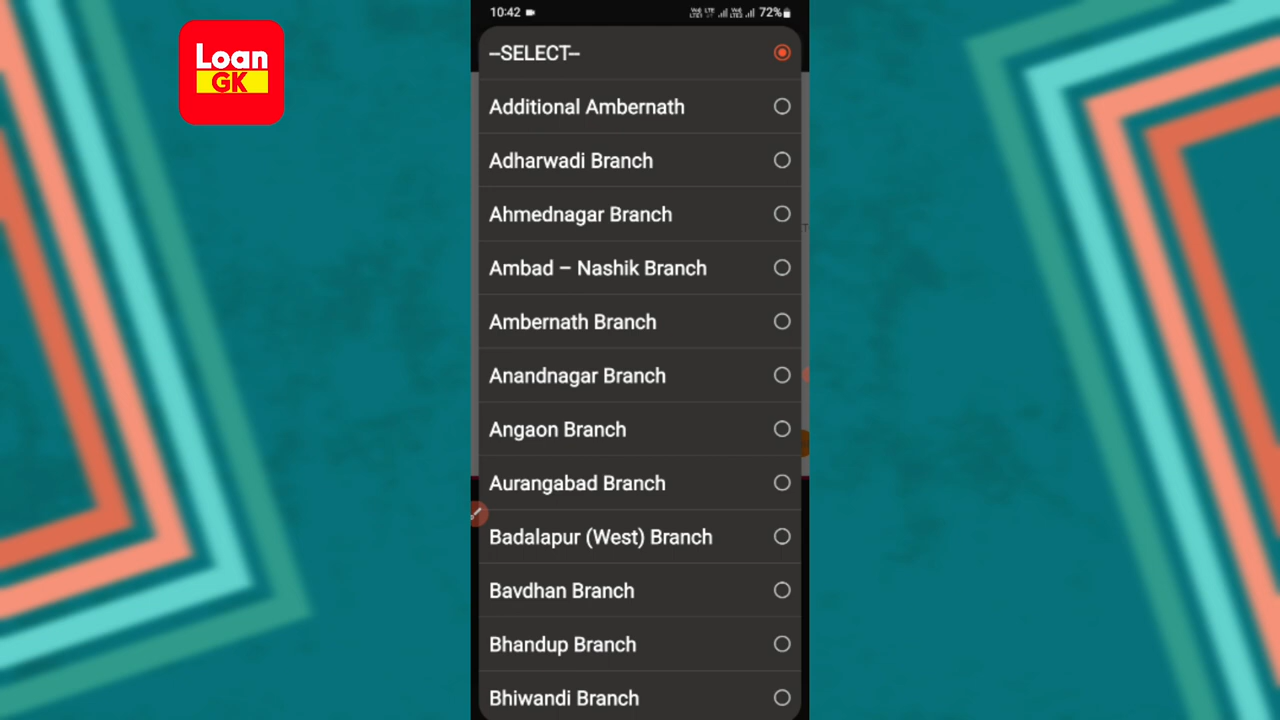 Loan
GK
10:42
72%
--SELECT--
Additional Ambernath
Adharwadi Branch
Ahmednagar Branch
Ambad – Nashik Branch
Ambernath Branch
Anandnagar Branch
Angaon Branch
Aurangabad Branch
Badalapur (West) Branch
Bavdhan Branch
Bhandup Branch
Bhiwandi Branch